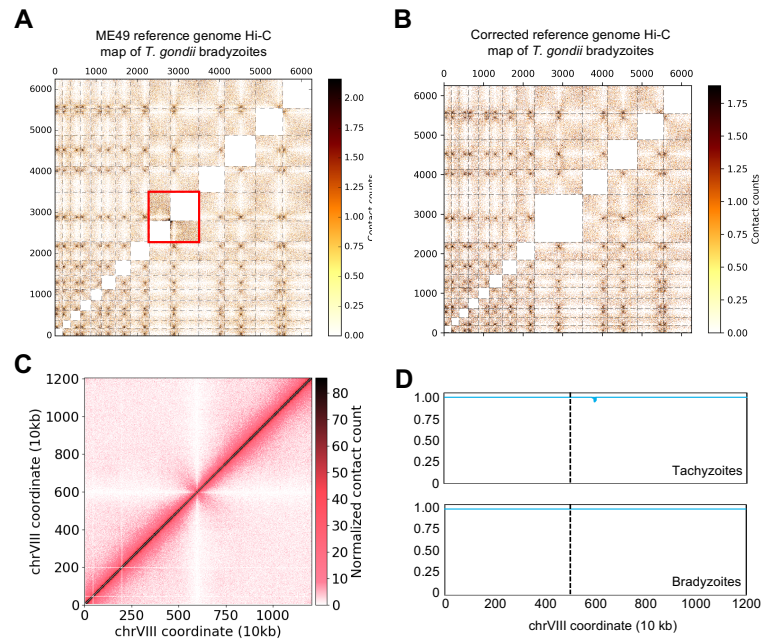 A
ME49 reference genome Hi-C
map of T. gondii bradyzoites
0 1000 2000 3000 4000 5000 6000
6000
5000
4000
3000
2000
1000
0
2.00
1.75
1.50
1.25
1.00
0.75
0.50
0.25
0.00
Contact counts
B
Corrected reference genome Hi-C
map of T. gondii bradyzoites
0 1000 2000 3000 4000 5000 6000
6000
5000
4000
3000
2000
1000
0
1.75
1.50
1.25
1.00
0.75
0.50
0.25
0.00
Contact counts
C
1200
1000
800
600
400
200
0
chrVIII coordinate (10kb)
0 250 500 750 1000
chrVIII coordinate (10kb)
80
70
60
50
40
30
20
10
0
Normalized contact count
D
1.00
0.75
0.50
0.25
0
Tachyzoites
1.00
0.75
0.50
0.25
0
Bradyzoites
0 200 400 600 800 1000 1200
chrVIII coordinate (10 kb)